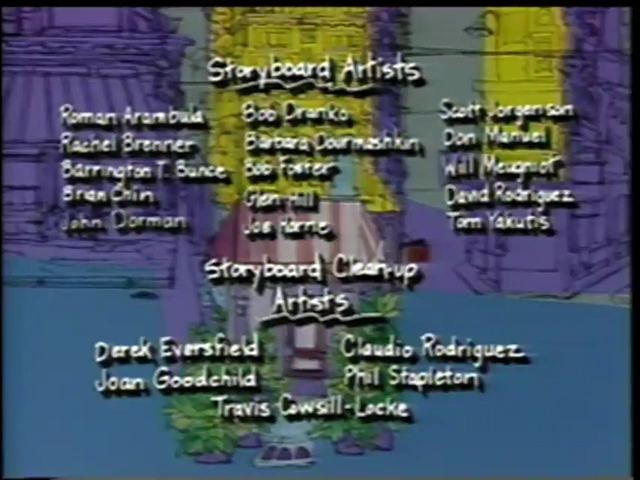 Storyboard Artists
Roman Arambula Bob Dranko Scott Jorgenson
Rachel Brenner Barbara Dourmashkin Don Manuel
Barrington T. Bunce Bob Foster Will Meugniot
Brian Chin Glen Hill David Rodriguez
John Dorman Joe Horne Tom Yakutis
Storyboard Clean-up
Artists
Derek Eversfield Claudio Rodriguez
Joan Goodchild Phil Stapleton
Travis Cowsill-Locke